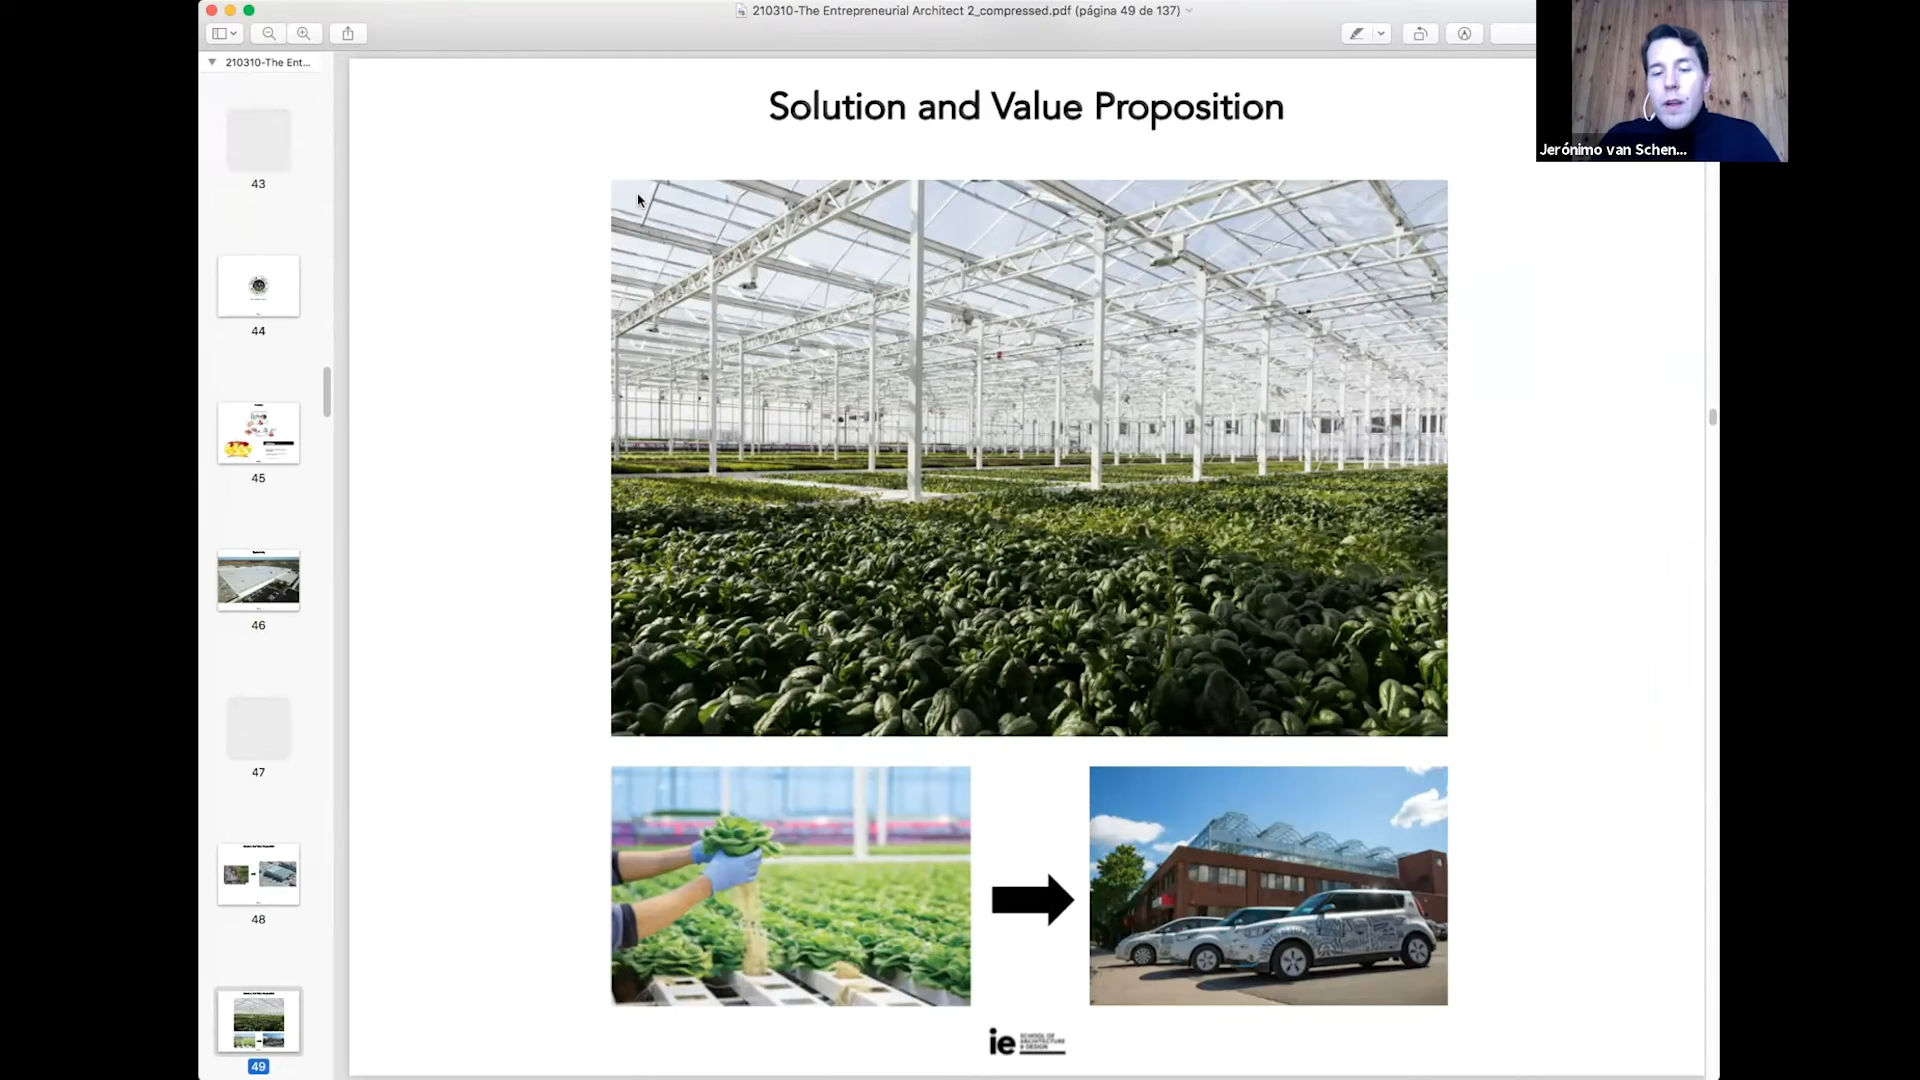 210310-The Entrepreneurial Architect 2_compressed.pdf (página 49 de 137)
210310-The Ent...
43
44
45
46
47
48
49
Solution and Value Proposition
Jerónimo van Schen...
ie SCHOOL OF
ARCHITECTURE
& DESIGN